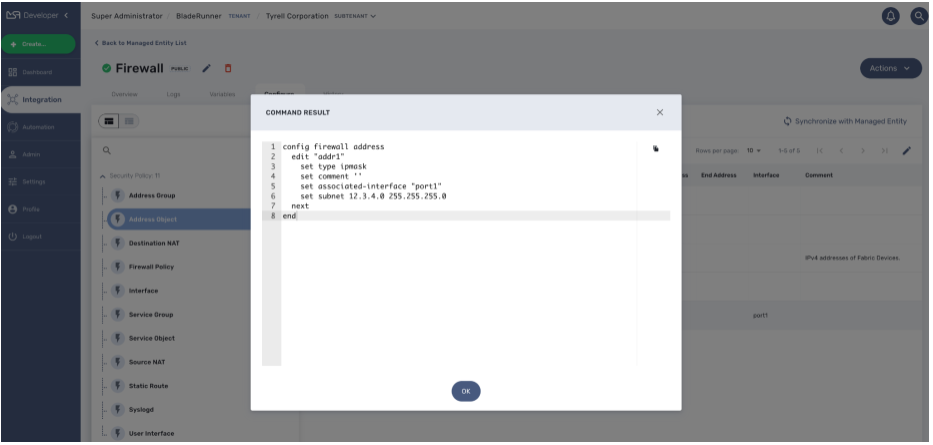 Developer
Super Administrator / BladeRunner TENANT / Tyrell Corporation SUBTENANT
+ Create...
Back to Managed Entity List
Dashboard
Firewall PUBLIC
Actions
Integration
Overview Logs Variables Configure History
COMMAND RESULT
Synchronize with Managed Entity
Automation
Admin
Settings
Profile
Logout
Rows per page: 10 1-5 of 5
End Address Interface Comment
Security Policy: 11
Address Group
Address Object
Destination NAT
Firewall Policy
Interface
Service Group
Service Object
Source NAT
Static Route
Syslogd
User Interface
1 config firewall address
2 edit "addr1"
3 set type ipmask
4 set comment ''
5 set associated-interface "port1"
6 set subnet 12.3.4.0 255.255.255.0
7 next
8 end
IPv4 addresses of Fabric Devices.
port1
OK